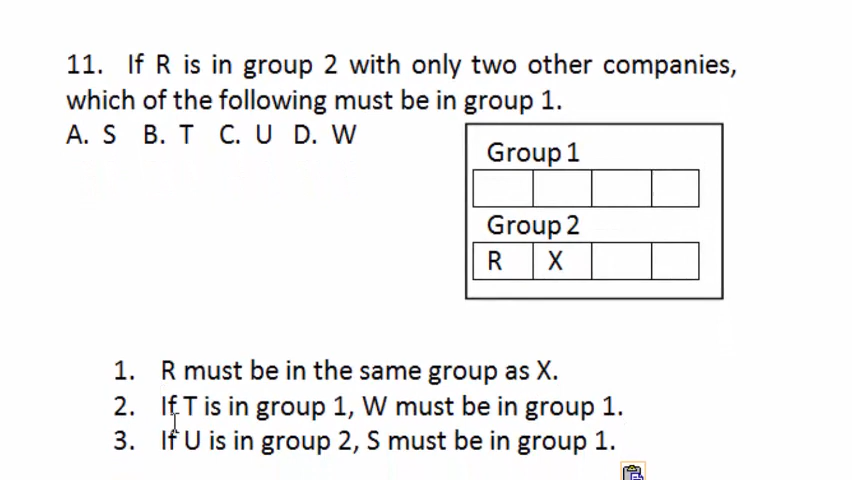 11. If R is in group 2 with only two other companies,
which of the following must be in group 1.
A. S B. T C. U D. W
Group 1
Group 2
R X
1. R must be in the same group as X.
2. If T is in group 1, W must be in group 1.
3. If U is in group 2, S must be in group 1.